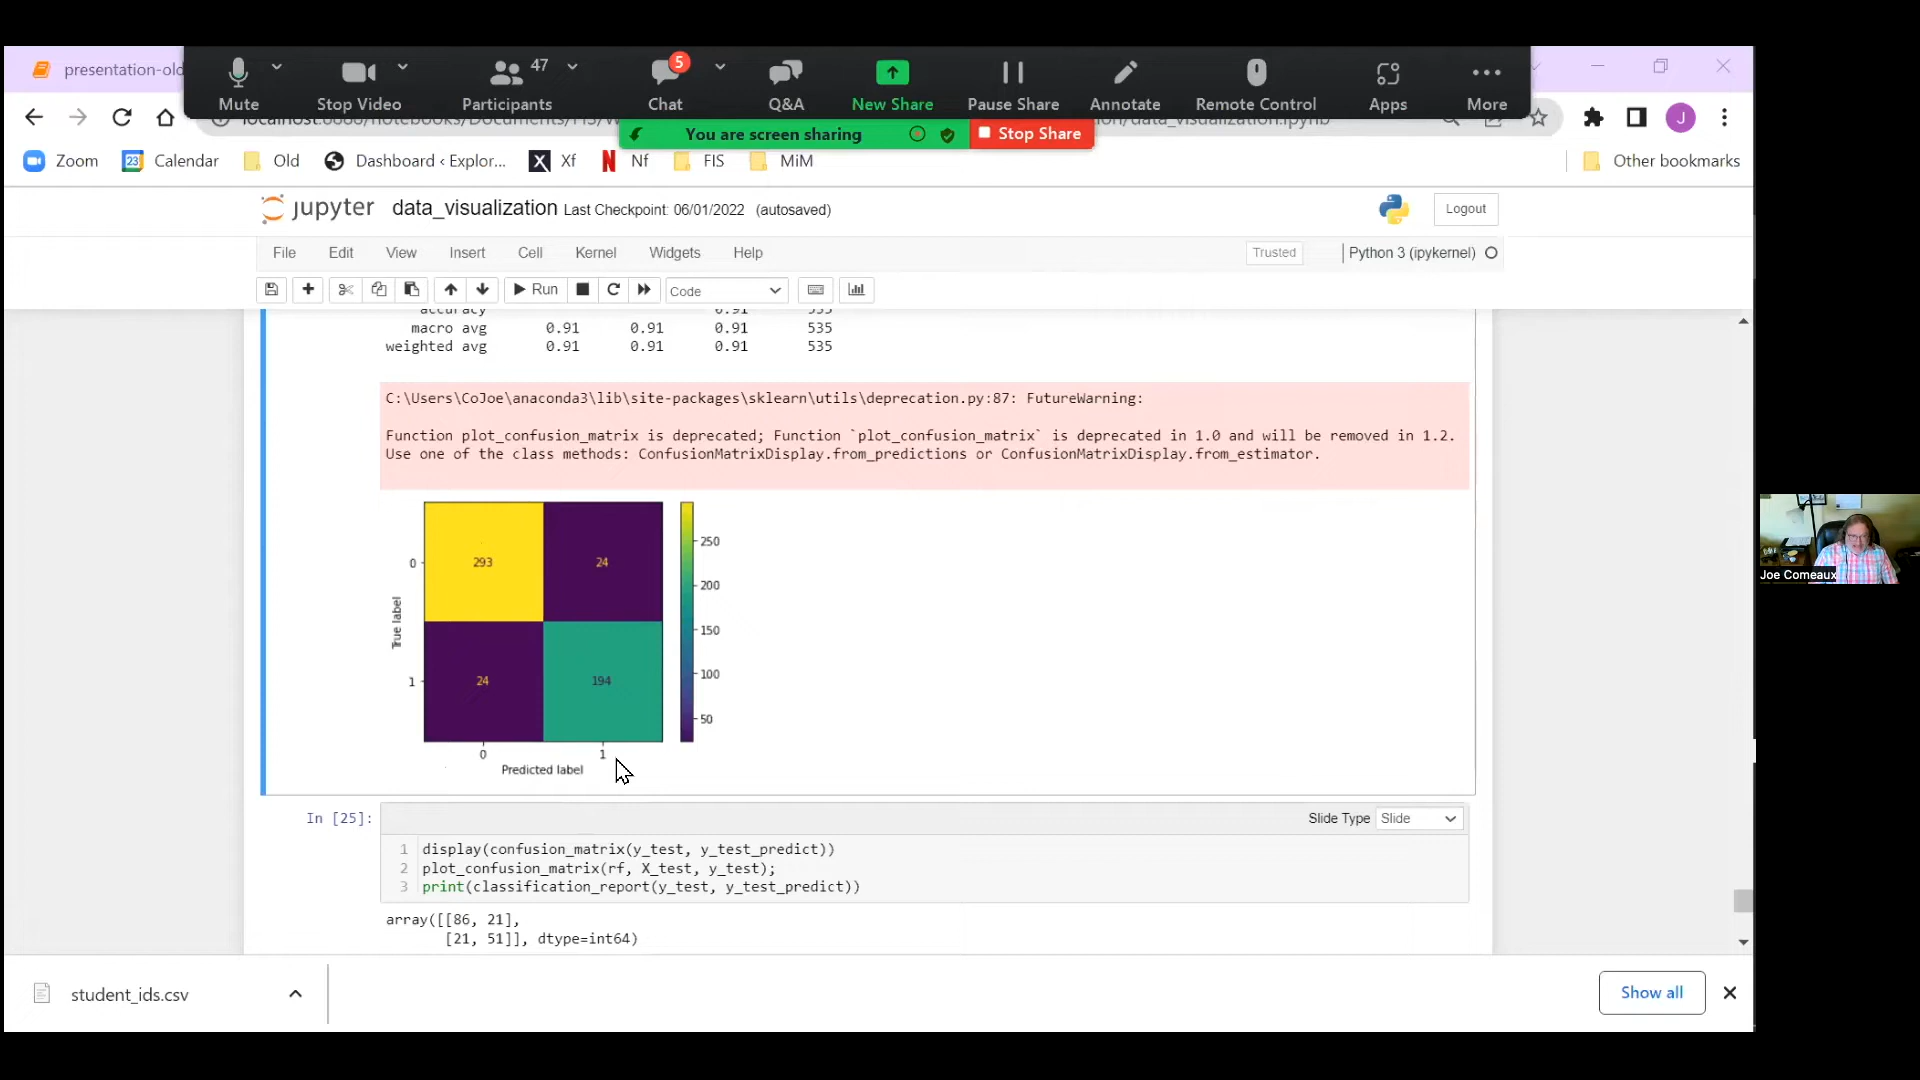 presentation-old
Mute
Stop Video
47
Participants
5
Chat
Q&A
New Share
Pause Share
Annotate
Remote Control
Apps
More
You are screen sharing
Stop Share
J
Zoom
23
Calendar
Old
Dashboard ‹ Explor...
Xf
Nf
FIS
MiM
Other bookmarks
jupyter data_visualization Last Checkpoint: 06/01/2022 (autosaved)
Logout
File Edit View Insert Cell Kernel Widgets Help
Trusted
Python 3 (ipykernel)
Run
Code
accuracy 0.91 535
macro avg 0.91 0.91 0.91 535
weighted avg 0.91 0.91 0.91 535
C:\Users\CoJoe\anaconda3\lib\site-packages\sklearn\utils\deprecation.py:87: FutureWarning:
Function plot_confusion_matrix is deprecated; Function `plot_confusion_matrix` is deprecated in 1.0 and will be removed in 1.2.
Use one of the class methods: ConfusionMatrixDisplay.from_predictions or ConfusionMatrixDisplay.from_estimator.
True label
0
293
24
1
24
194
0
1
Predicted label
250
200
150
100
50
Joe Comeaux
In [25]:
Slide Type
Slide
1 display(confusion_matrix(y_test, y_test_predict))
2 plot_confusion_matrix(rf, X_test, y_test);
3 print(classification_report(y_test, y_test_predict))
array([[86, 21],
[21, 51]], dtype=int64)
student_ids.csv
Show all